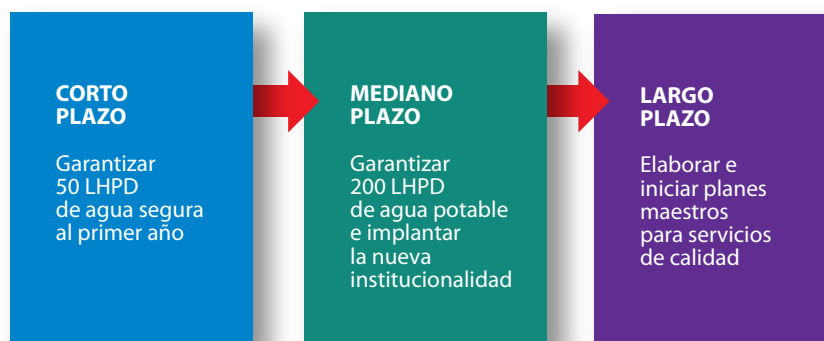 CORTO
PLAZO
Garantizar
50 LHPD
de agua segura
al primer año
MEDIANO
PLAZO
Garantizar
200 LHPD
de agua potable
e implantar
la nueva
institucionalidad
LARGO
PLAZO
Elaborar e
iniciar planes
maestros
para servicios
de calidad